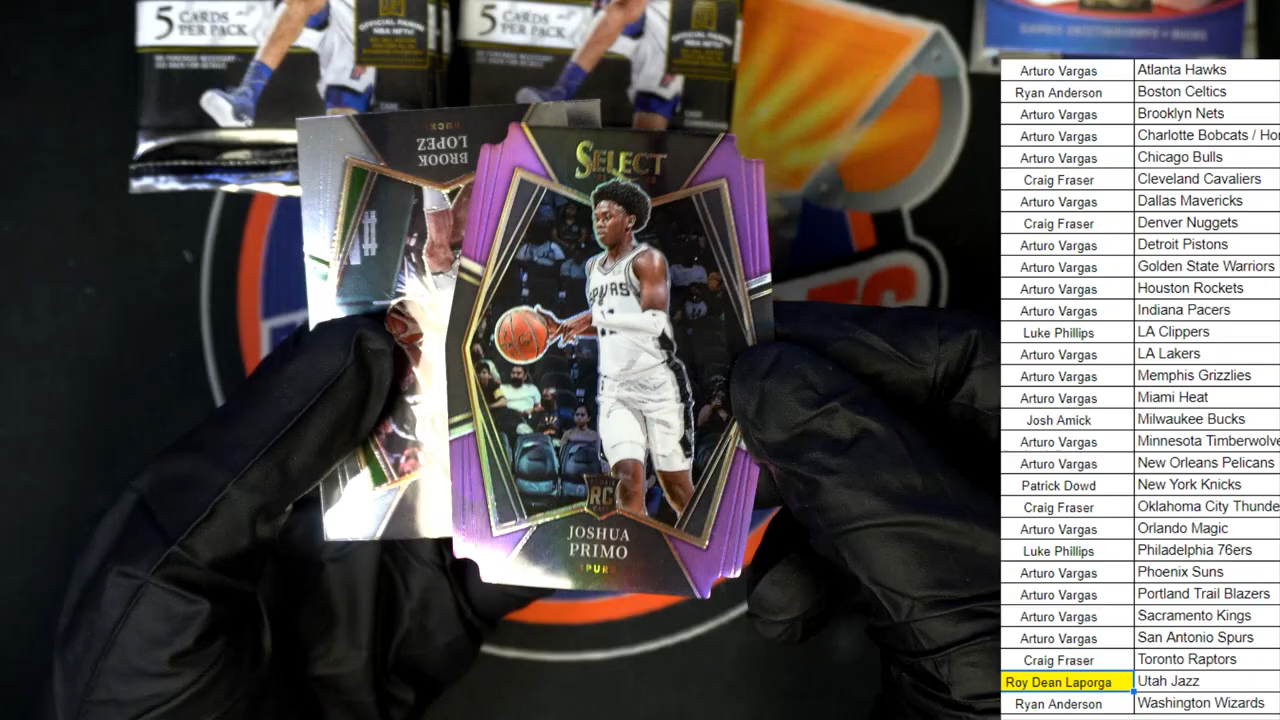 5 CARDS
PER PACK
5 CARDS
PER PACK
OFFICIAL PANINI
BROOK
LOPEZ
BUCK
SELECT
SPURS
JOSHUA
PRIMO
SPUR
RC
Arturo Vargas Atlanta Hawks
Ryan Anderson Boston Celtics
Arturo Vargas Brooklyn Nets
Arturo Vargas Charlotte Bobcats / Ho
Arturo Vargas Chicago Bulls
Craig Fraser Cleveland Cavaliers
Arturo Vargas Dallas Mavericks
Craig Fraser Denver Nuggets
Arturo Vargas Detroit Pistons
Arturo Vargas Golden State Warriors
Arturo Vargas Houston Rockets
Arturo Vargas Indiana Pacers
Luke Phillips LA Clippers
Arturo Vargas LA Lakers
Arturo Vargas Memphis Grizzlies
Arturo Vargas Miami Heat
Josh Amick Milwaukee Bucks
Arturo Vargas Minnesota Timberwolve
Arturo Vargas New Orleans Pelicans
Patrick Dowd New York Knicks
Craig Fraser Oklahoma City Thunde
Arturo Vargas Orlando Magic
Luke Phillips Philadelphia 76ers
Arturo Vargas Phoenix Suns
Arturo Vargas Portland Trail Blazers
Arturo Vargas Sacramento Kings
Arturo Vargas San Antonio Spurs
Craig Fraser Toronto Raptors
Roy Dean Laporga Utah Jazz
Ryan Anderson Washington Wizards